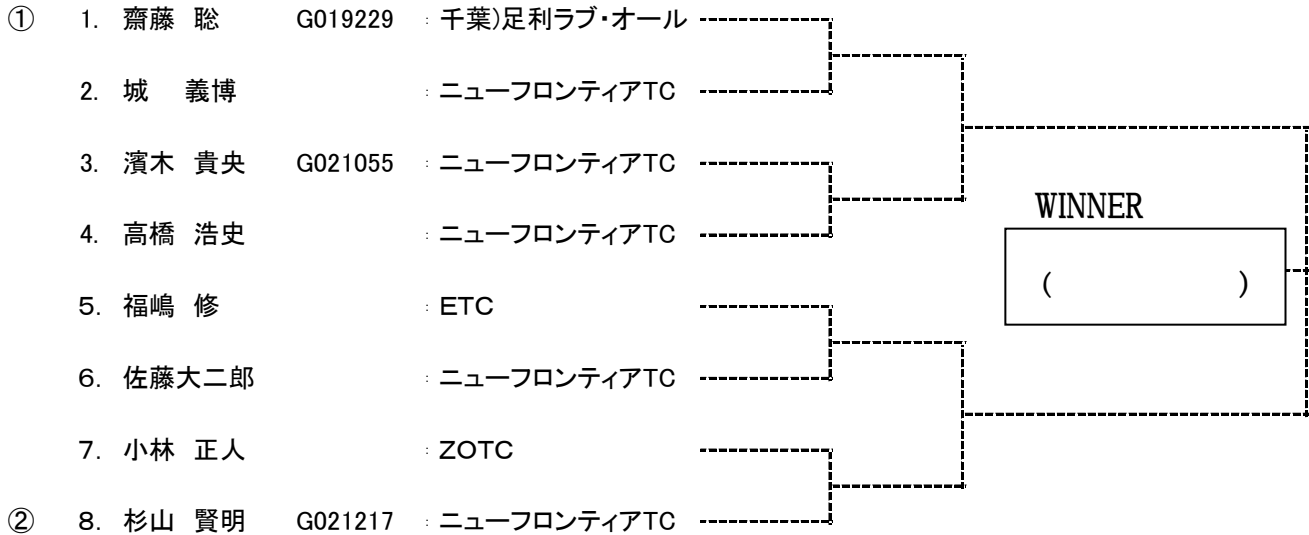 ① 1. 齋藤 聡 G019229 : 千葉)足利ラブ・オール
2. 城 義博 : ニューフロンティアTC
3. 濱木 貴央 G021055 : ニューフロンティアTC
4. 高橋 浩史 : ニューフロンティアTC
WINNER
( )
5. 福嶋 修 : ETC
6. 佐藤大二郎 : ニューフロンティアTC
7. 小林 正人 : ZOTC
② 8. 杉山 賢明 G021217 : ニューフロンティアTC